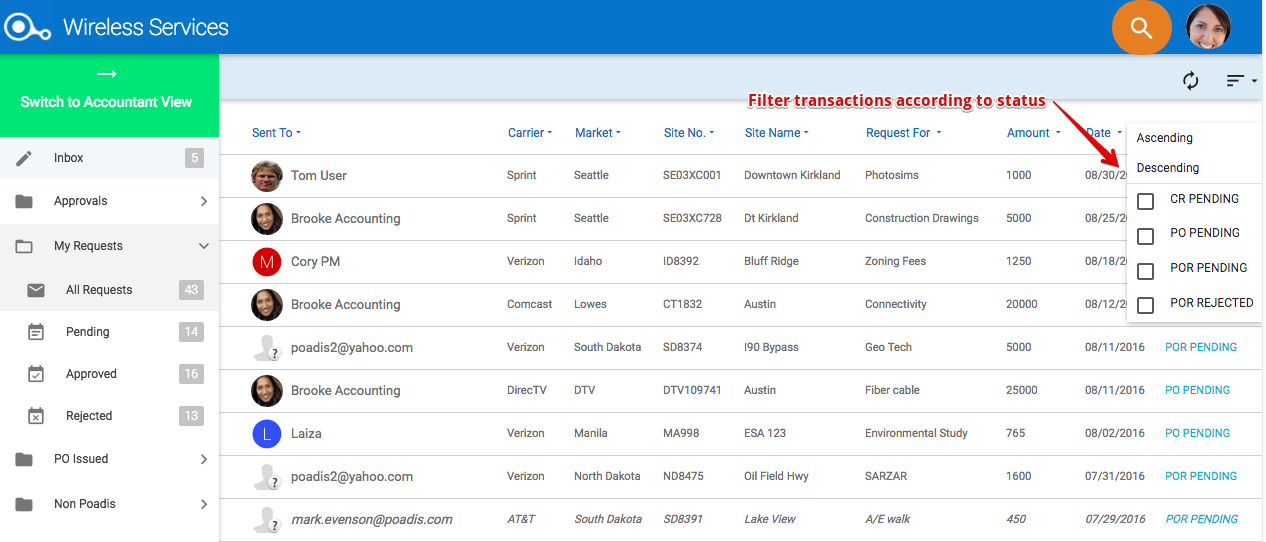 Wireless Services
Switch to Accountant View
Filter transactions according to status
Inbox 5
Approvals
My Requests
All Requests 43
Pending 14
Approved 16
Rejected 13
PO Issued
Non Poadis
Sent To Carrier Market Site No. Site Name Request For Amount Date
Ascending
Descending
CR PENDING
PO PENDING
POR PENDING
POR REJECTED
Tom User Sprint Seattle SE03XC001 Downtown Kirkland Photosims 1000 08/30/2
Brooke Accounting Sprint Seattle SE03XC728 Dt Kirkland Construction Drawings 5000 08/25/2
M Cory PM Verizon Idaho ID8392 Bluff Ridge Zoning Fees 1250 08/18/2
Brooke Accounting Comcast Lowes CT1832 Austin Connectivity 20000 08/12/2
? poadis2@yahoo.com Verizon South Dakota SD8374 I90 Bypass Geo Tech 5000 08/11/2016 POR PENDING
Brooke Accounting DirecTV DTV DTV109741 Austin Fiber cable 25000 08/11/2016 PO PENDING
L Laiza Verizon Manila MA998 ESA 123 Environmental Study 765 08/02/2016 PO PENDING
? poadis2@yahoo.com Verizon North Dakota ND8475 Oil Field Hwy SARZAR 1600 07/31/2016 POR PENDING
? mark.evenson@poadis.com AT&T South Dakota SD8391 Lake View A/E walk 450 07/29/2016 POR PENDING